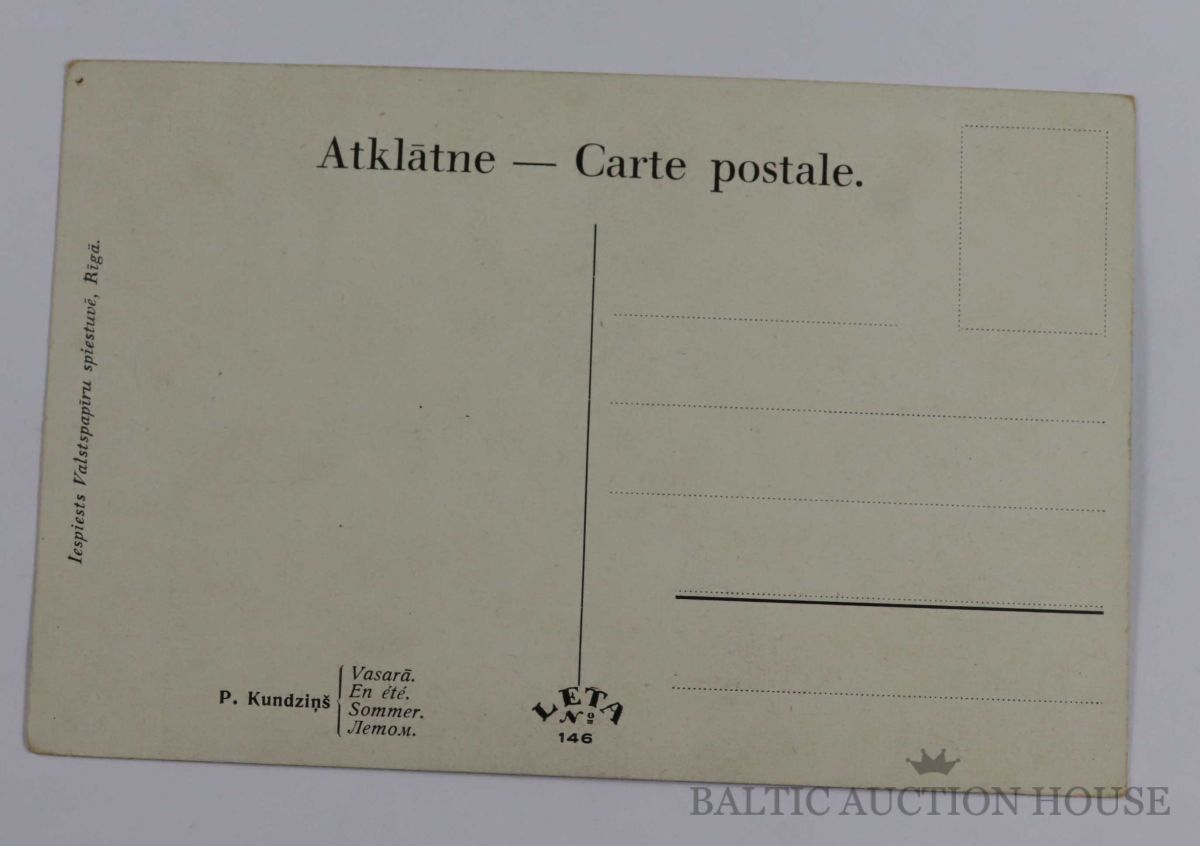 Atklātne — Carte postale.
Iespiests Valstspapīru spiestuvē, Rīgā.
P. Kundziņš
Vasarā.
En été.
Sommer.
Летом.
LETA
№
146
BALTIC AUCTION HOUSE